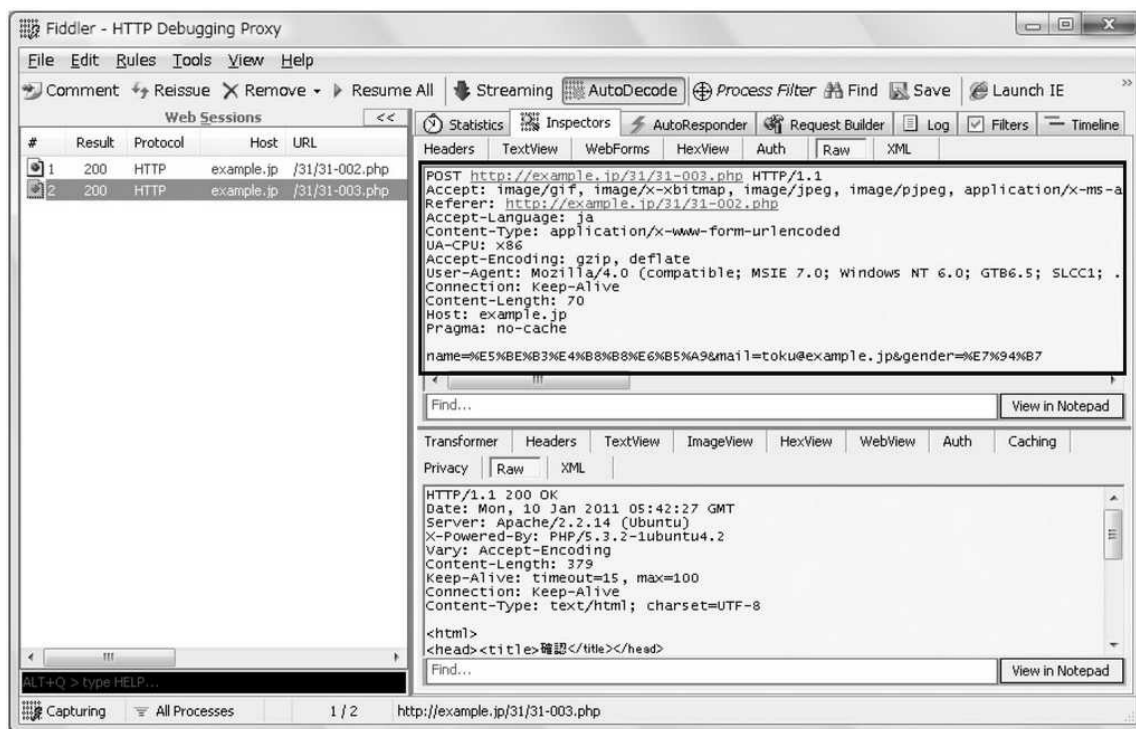 Fiddler - HTTP Debugging Proxy
File Edit Rules Tools View Help
Comment Reissue Remove Resume All Streaming AutoDecode Process Filter Find Save Launch IE >>
Web Sessions <<
# Result Protocol Host URL
1 200 HTTP example.jp /31/31-002.php
2 200 HTTP example.jp /31/31-003.php
ALT+Q > type HELP...
Statistics Inspectors AutoResponder Request Builder Log Filters Timeline
Headers TextView WebForms HexView Auth Raw XML
POST http://example.jp/31/31-003.php HTTP/1.1
Accept: image/gif, image/x-xbitmap, image/jpeg, image/pjpeg, application/x-ms-a
Referer: http://example.jp/31/31-002.php
Accept-Language: ja
Content-Type: application/x-www-form-urlencoded
UA-CPU: x86
Accept-Encoding: gzip, deflate
User-Agent: Mozilla/4.0 (compatible; MSIE 7.0; Windows NT 6.0; GTB6.5; SLCC1; .
Connection: Keep-Alive
Content-Length: 70
Host: example.jp
Pragma: no-cache
name=%E5%BE%B3%E4%B8%B8%E6%B5%A9&mail=toku@example.jp&gender=%E7%94%B7
Find... View in Notepad
Transformer Headers TextView ImageView HexView WebView Auth Caching
Privacy Raw XML
HTTP/1.1 200 OK
Date: Mon, 10 Jan 2011 05:42:27 GMT
Server: Apache/2.2.14 (Ubuntu)
X-Powered-By: PHP/5.3.2-1ubuntu4.2
Vary: Accept-Encoding
Content-Length: 379
Keep-Alive: timeout=15, max=100
Connection: Keep-Alive
Content-Type: text/html; charset=UTF-8
<html>
<head><title>確認</title></head>
Find... View in Notepad
Capturing All Processes 1 / 2 http://example.jp/31/31-003.php